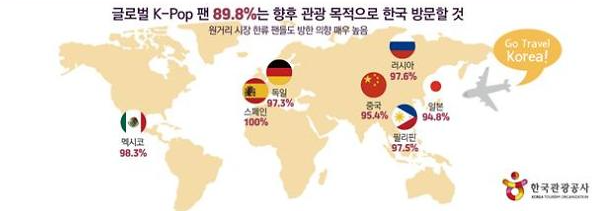 글로벌 K-Pop 팬 89.8%는 향후 관광 목적으로 한국 방문할 것
원거리 시장 한류 팬들도 방한 의향 매우 높음
Go Travel
Korea!
러시아
97.6%
독일
97.3%
스페인
100%
중국
95.4%
일본
94.8%
필리핀
97.5%
멕시코
98.3%
한국관광공사
KOREA TOURISM ORGANIZATION